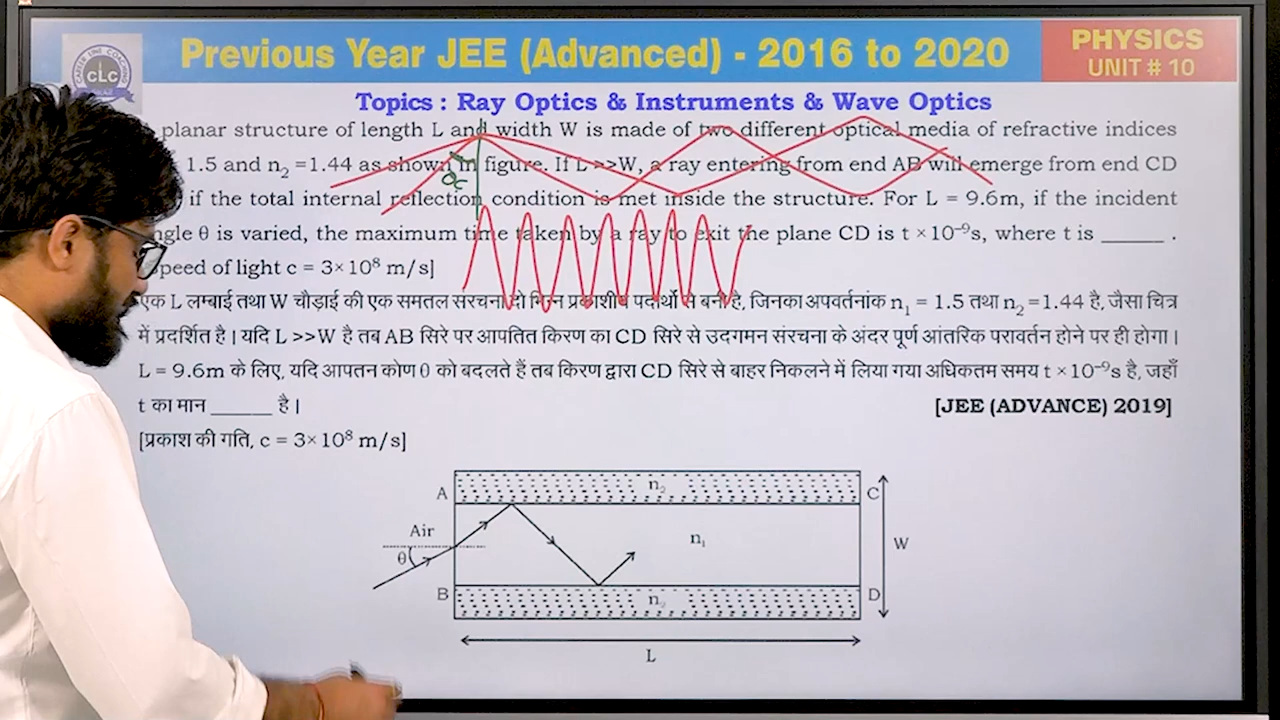 Previous Year JEE (Advanced) - 2016 to 2020
PHYSICS
UNIT # 10
CLC
Topics : Ray Optics & Instruments & Wave Optics
planar structure of length L and width W is made of two different optical media of refractive indices
1.5 and n₂ =1.44 as shown in figure. If L >>W, a ray entering from end AB will emerge from end CD
if the total internal reflection condition is met inside the structure. For L = 9.6m, if the incident
ngle θ is varied, the maximum time taken by a ray to exit the plane CD is t ×10⁻⁹s, where t is ______ .
peed of light c = 3× 10⁸ m/s]
एक L लम्बाई तथा W चौड़ाई की एक समतल संरचना दो भिन्न प्रकाशीय पदार्थों से बनी है, जिनका अपवर्तनांक n₁ = 1.5 तथा n₂ =1.44 है, जैसा चित्र
में प्रदर्शित है। यदि L >>W है तब AB सिरे पर आपतित किरण का CD सिरे से उदगमन संरचना के अंदर पूर्ण आंतरिक परावर्तन होने पर ही होगा।
L = 9.6m के लिए, यदि आपतन कोण θ को बदलते हैं तब किरण द्वारा CD सिरे से बाहर निकलने में लिया गया अधिकतम समय t ×10⁻⁹s है, जहाँ
t का मान ______ है।
[JEE (ADVANCE) 2019]
[प्रकाश की गति, c = 3× 10⁸ m/s]
A
n₂
C
Air
θ
n₁
W
B
n₂
D
L